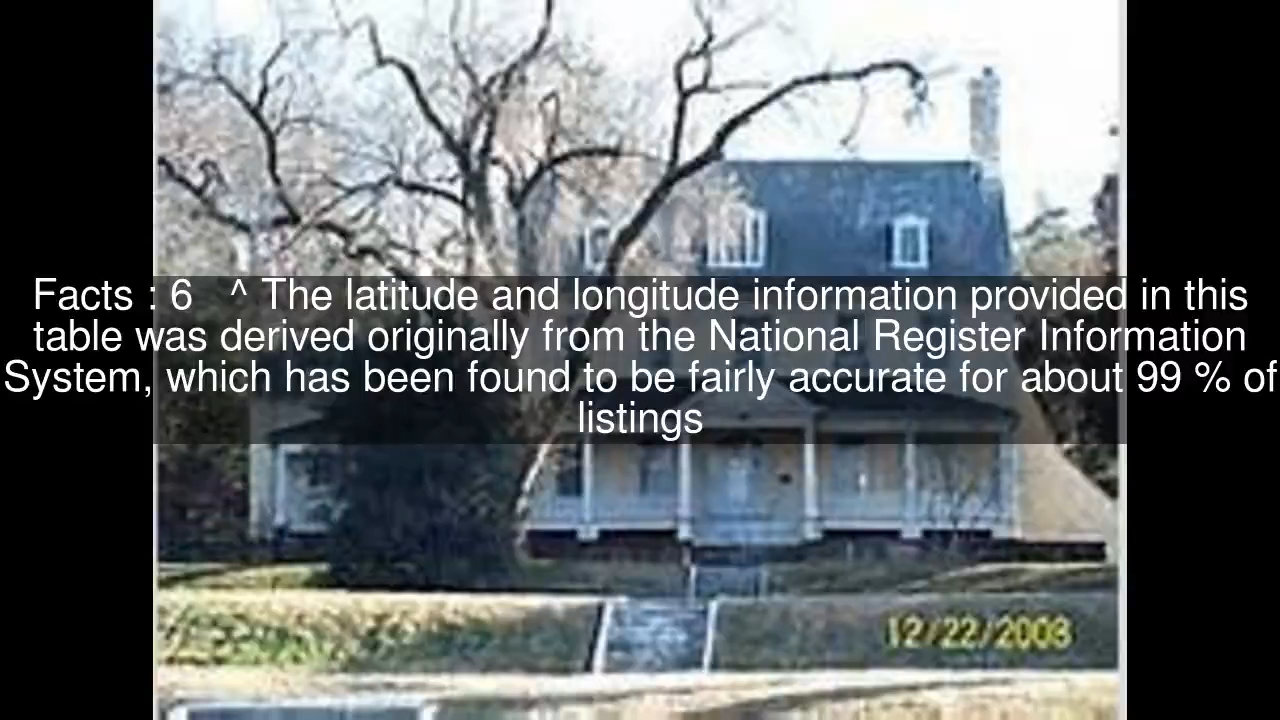 Facts : 6 ^ The latitude and longitude information provided in this
table was derived originally from the National Register Information
System, which has been found to be fairly accurate for about 99 % of
listings
12/22/2003